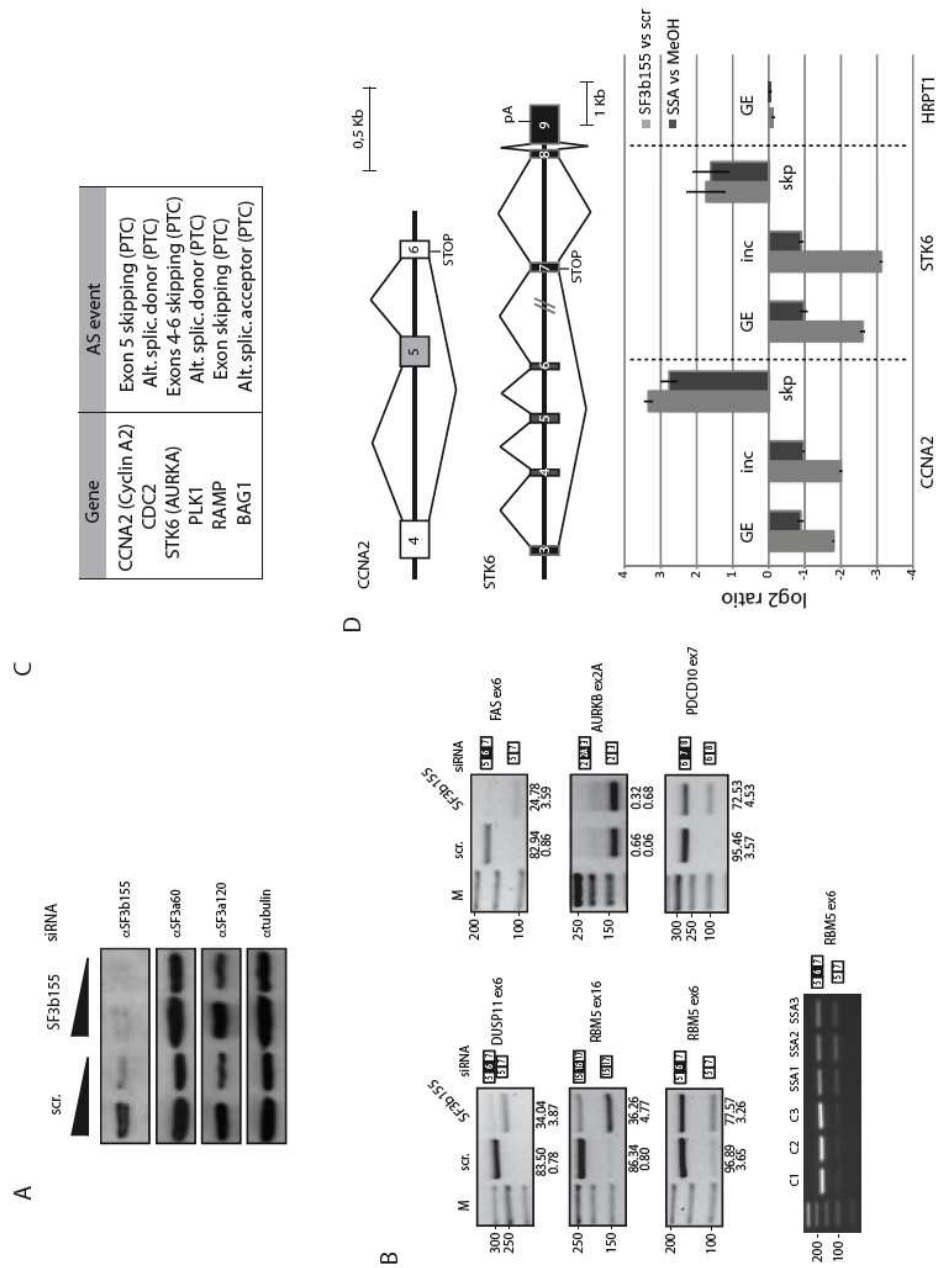 A
scr.
SF3b155
siRNA
αSF3b155
αSF3a60
αSF3a120
αtubulin
B
M
scr.
SF3b155
siRNA
300
250
5 6 7
5 7
DUSP11 ex6
83.50 34.04
0.78 3.87
250
150
15 16 17
15 17
RBM5 ex16
86.34 36.26
0.80 4.77
200
100
5 6 7
5 7
RBM5 ex6
96.89 77.57
3.65 3.26
M
scr.
SF3b155
siRNA
200
100
5 6 7
5 7
FAS ex6
82.94 24.78
0.86 3.59
250
150
2 2A 3
2 3
AURKB ex2A
0.66 0.32
0.06 0.68
300
250
100
6 7 8
6 8
PDCD10 ex7
95.46 72.53
3.57 4.53
C1 C2 C3 SSA1 SSA2 SSA3
200
100
5 6 7
5 7
RBM5 ex6
C
Gene AS event
CCNA2 (Cyclin A2) Exon 5 skipping (PTC)
CDC2 Alt. splic. donor (PTC)
STK6 (AURKA) Exons 4-6 skipping (PTC)
PLK1 Alt. splic. donor (PTC)
RAMP Exon skipping (PTC)
BAG1 Alt. splic. acceptor (PTC)
D
CCNA2
4
5
6
STOP
0,5 Kb
STK6
3
4
5
6
7
8
9
STOP
pA
1 Kb
log2 ratio
4
3
2
1
0
-1
-2
-3
-4
GE
inc
skp
GE
inc
skp
GE
CCNA2
STK6
HRPT1
SF3b155 vs scr
SSA vs MeOH